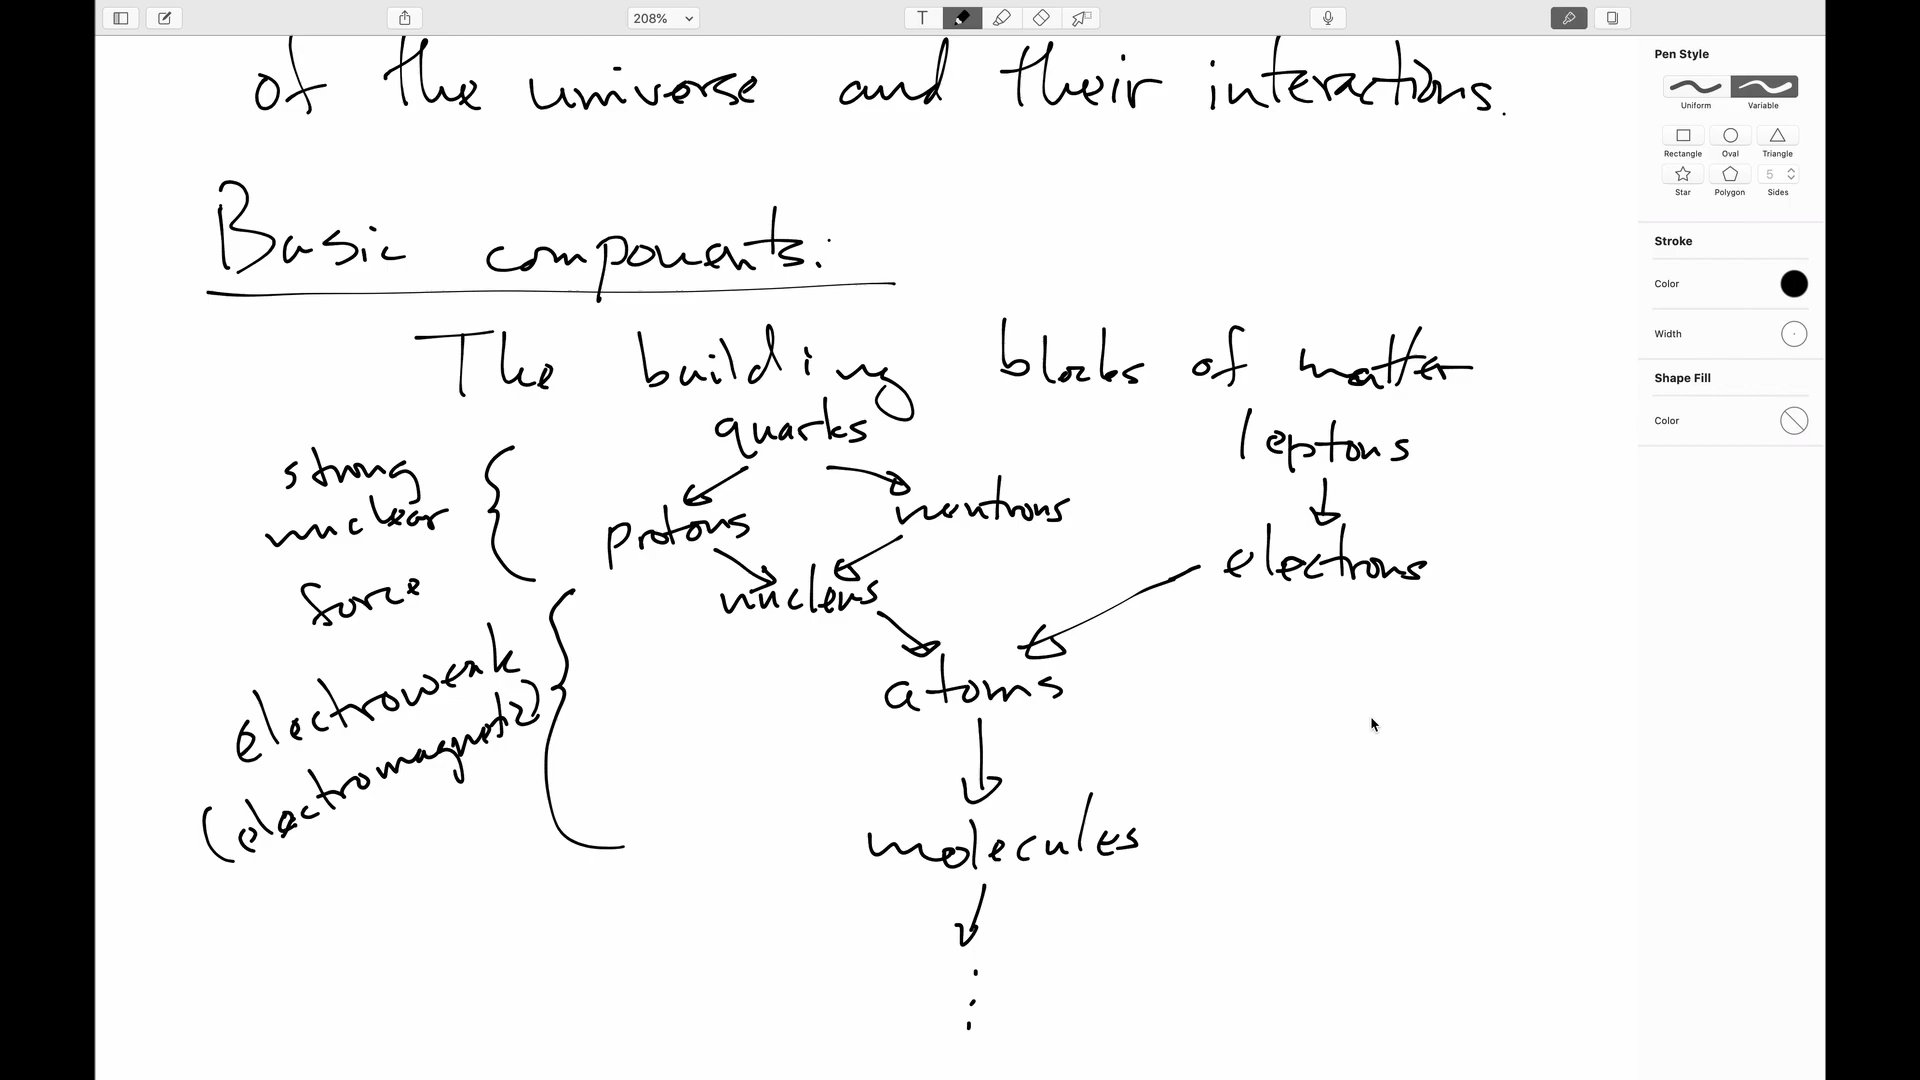 208%
T
Pen Style
of the universe and their interactions.
Uniform Variable
Rectangle Oval Triangle
5
Star Polygon Sides
Basic components:
Stroke
Color
The building blocks of matter
Width
Shape Fill
Color
quarks leptons
strong
nuclear
force
protons neutrons
nucleus electrons
electroweak
(electromagnetic)
atoms
molecules